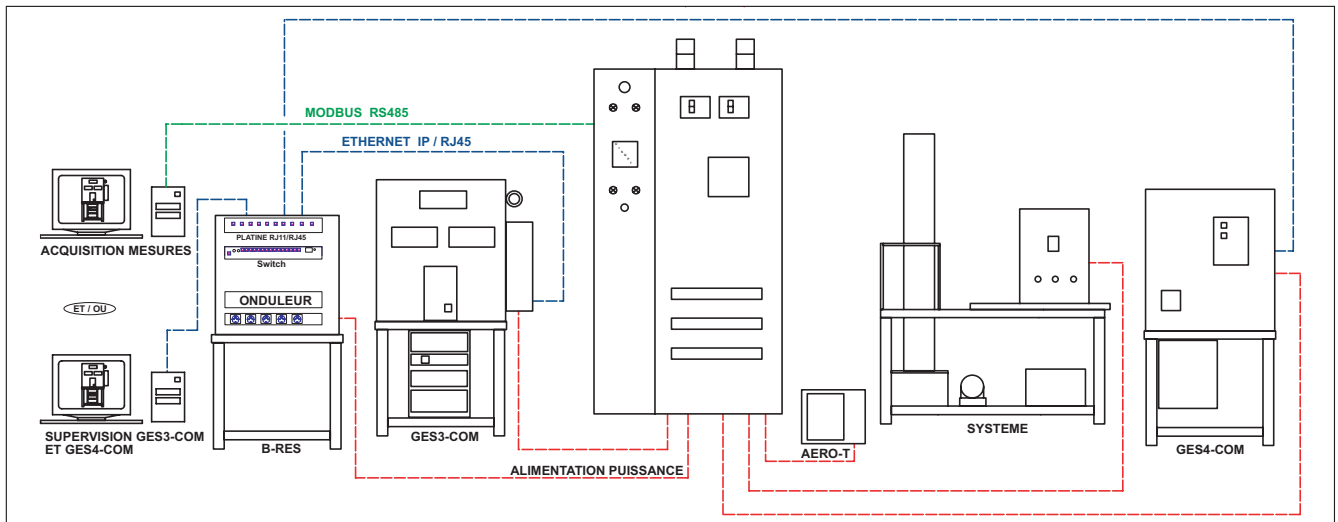 MODBUS RS485
ETHERNET IP / RJ45
ACQUISITION MESURES
PLATINE RJ11/RJ45
Switch
ONDULEUR
ET / OU
SUPERVISION GES3-COM
ET GES4-COM
B-RES
GES3-COM
ALIMENTATION PUISSANCE
AERO-T
SYSTEME
GES4-COM